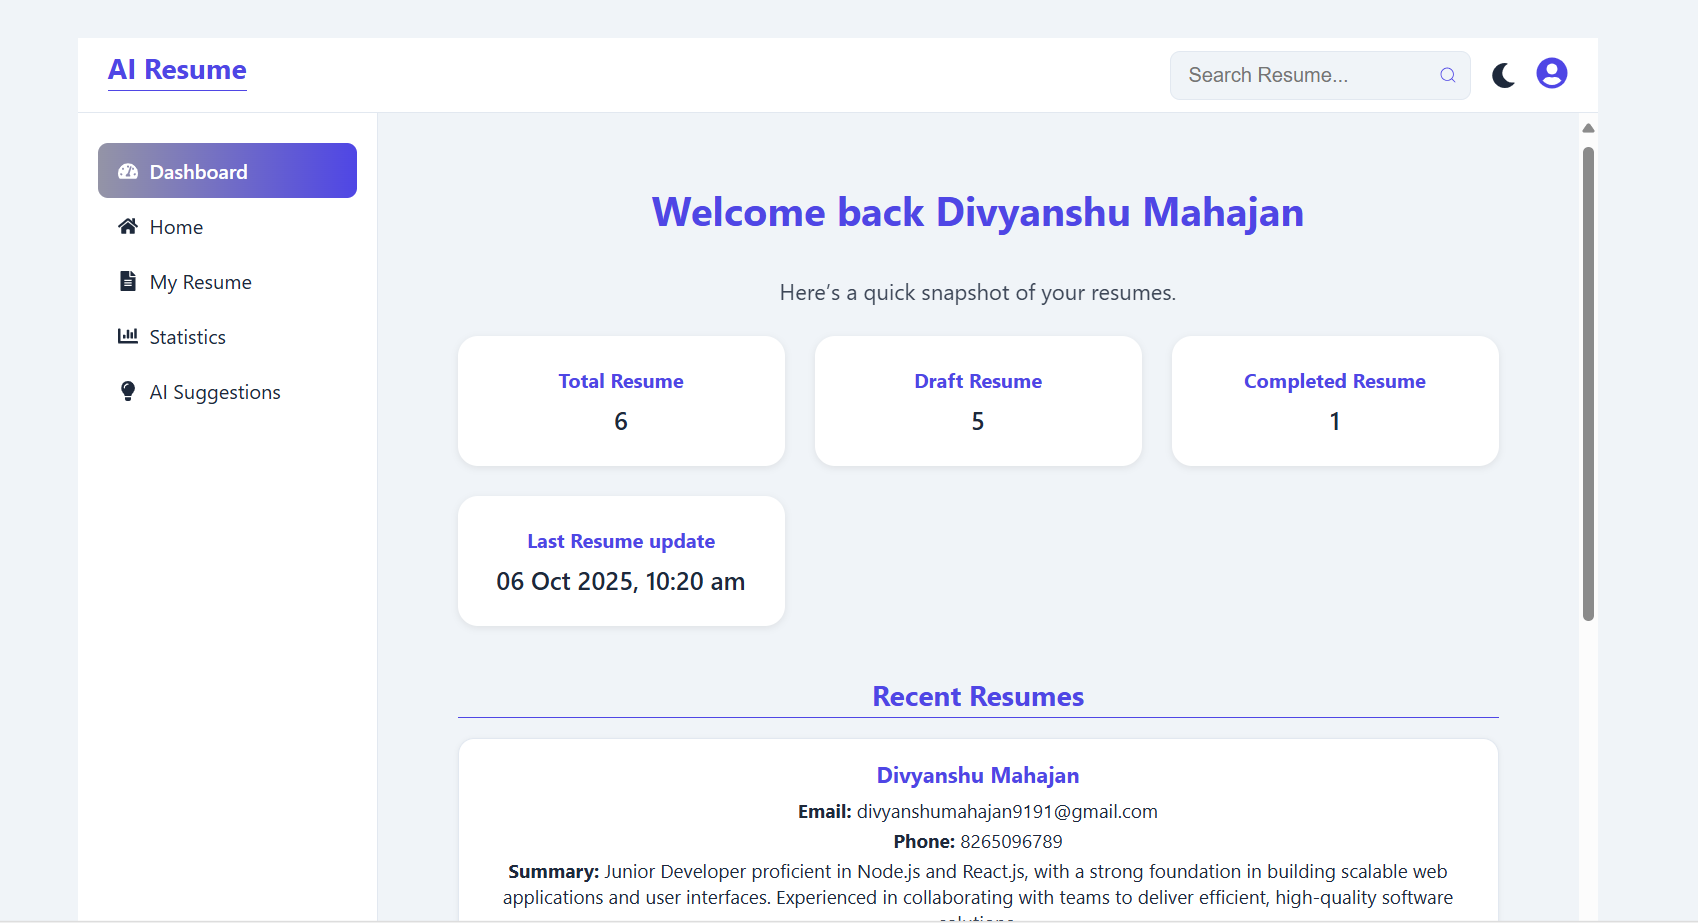 AI Resume
Search Resume...
Dashboard
Home
My Resume
Statistics
AI Suggestions
Welcome back Divyanshu Mahajan
Here’s a quick snapshot of your resumes.
Total Resume
6
Draft Resume
5
Completed Resume
1
Last Resume update
06 Oct 2025, 10:20 am
Recent Resumes
Divyanshu Mahajan
Email: divyanshumahajan9191@gmail.com
Phone: 8265096789
Summary: Junior Developer proficient in Node.js and React.js, with a strong foundation in building scalable web
applications and user interfaces. Experienced in collaborating with teams to deliver efficient, high-quality software